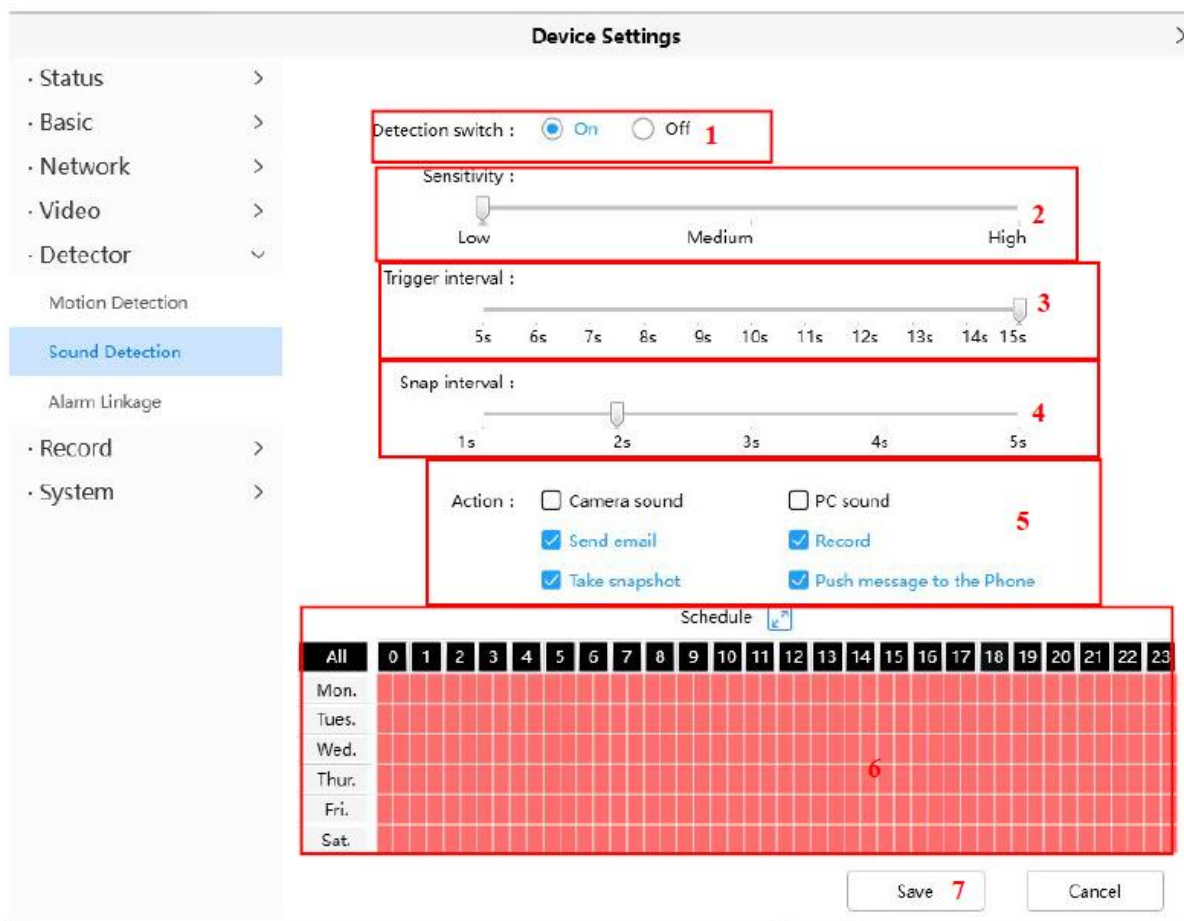 Device Settings
· Status
· Basic
· Network
· Video
· Detector
Motion Detection
Sound Detection
Alarm Linkage
· Record
· System
Detection switch : On Off 1
Sensitivity :
2
Low Medium High
Trigger interval :
3
5s 6s 7s 8s 9s 10s 11s 12s 13s 14s 15s
Snap interval :
4
1s 2s 3s 4s 5s
Action : Camera sound PC sound
5
Send email Record
Take snapshot Push message to the Phone
Schedule
All 0 1 2 3 4 5 6 7 8 9 10 11 12 13 14 15 16 17 18 19 20 21 22 23
Mon.
Tues.
Wed.
6
Thur.
Fri.
Sat.
Save 7 Cancel